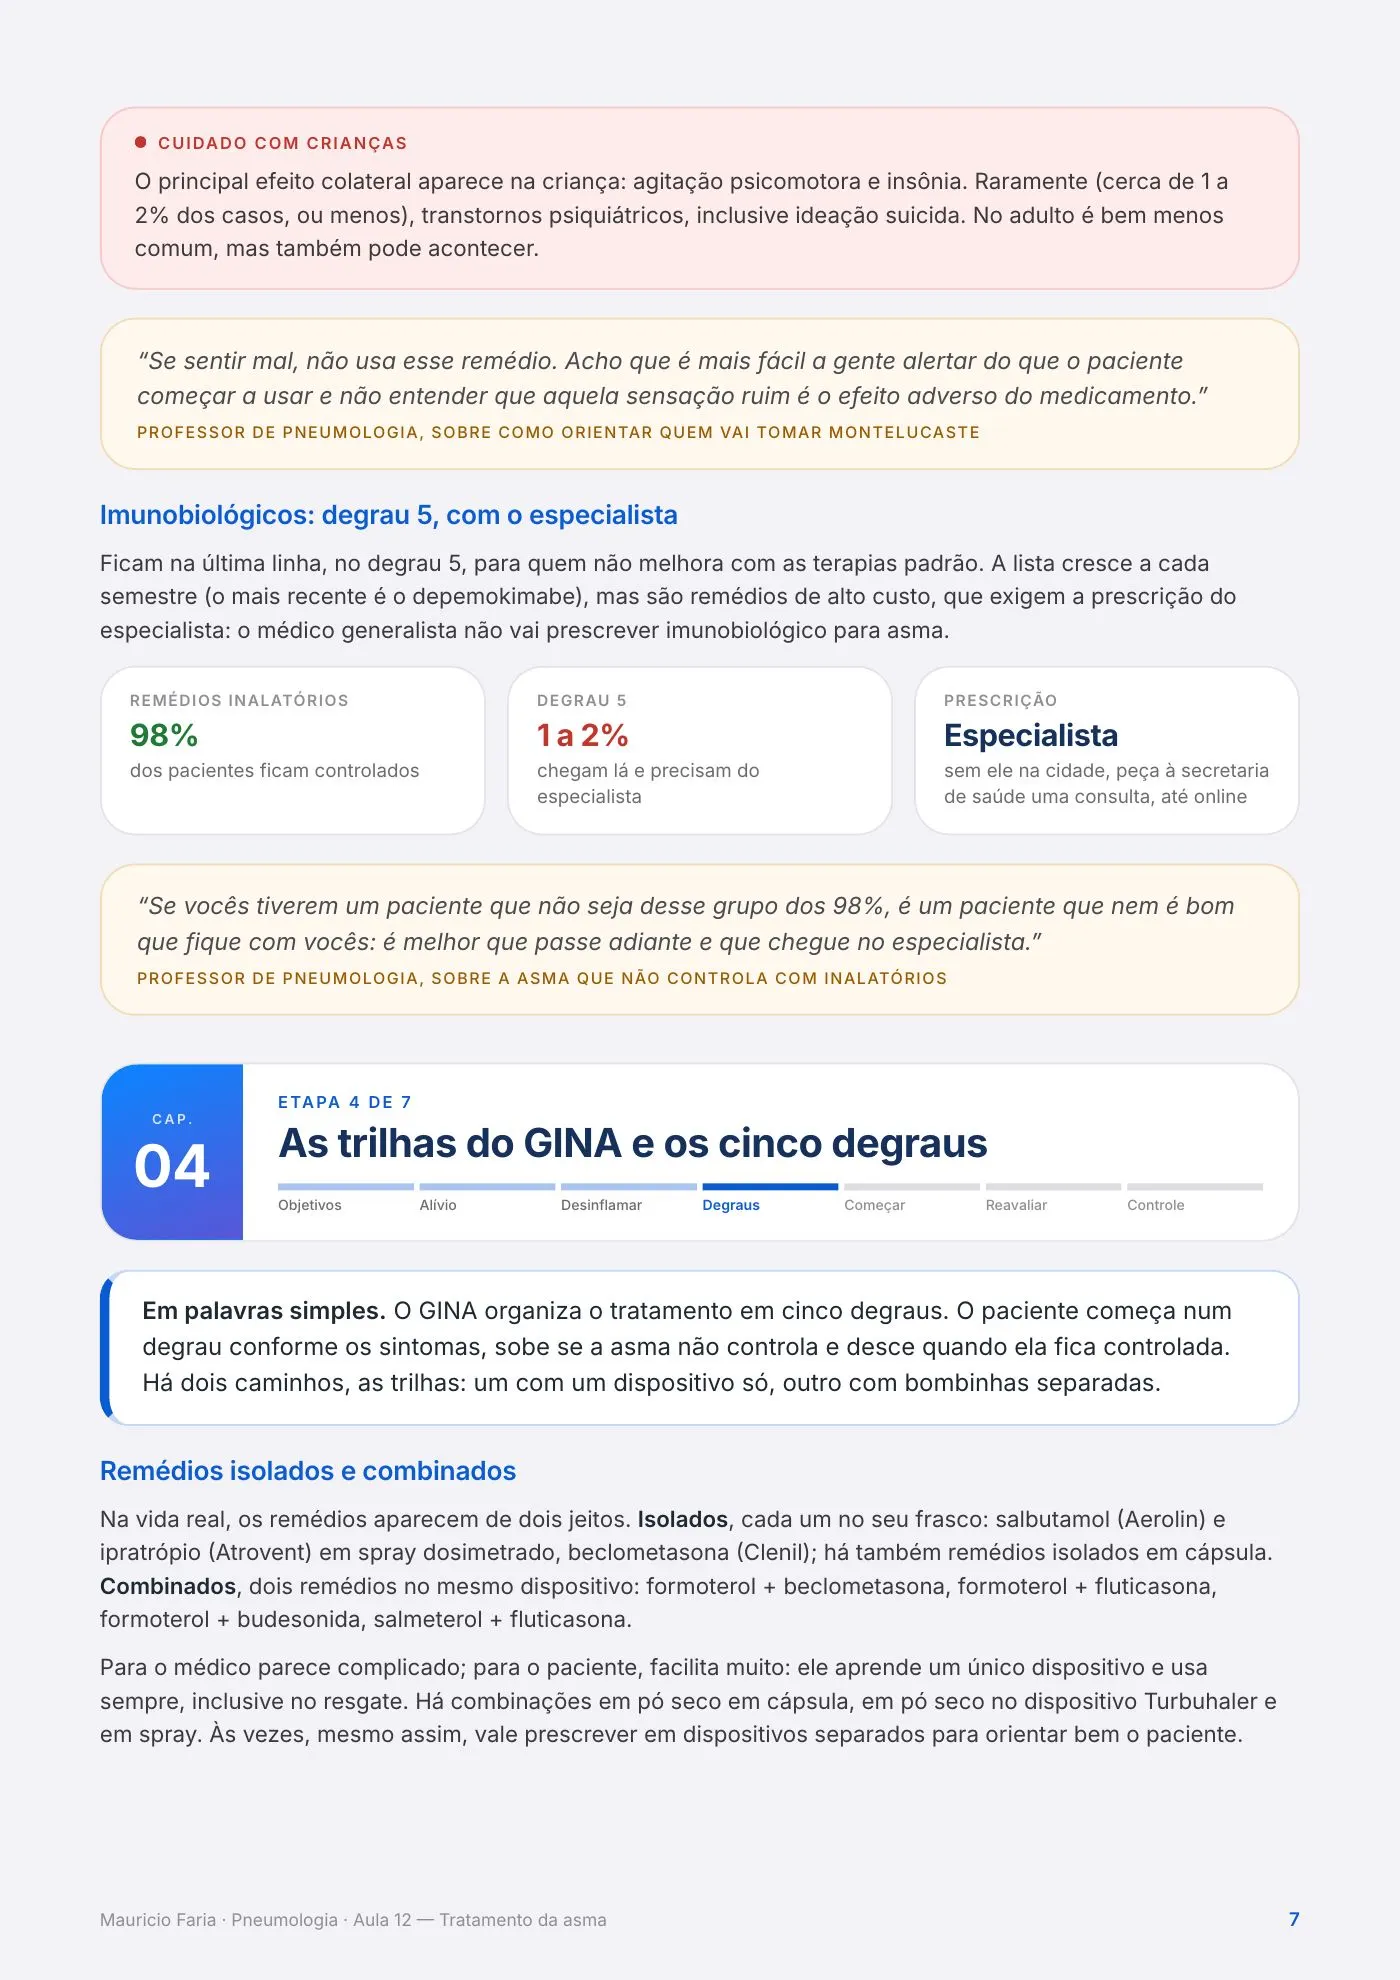 CUIDADO COM CRIANÇAS
O principal efeito colateral aparece na criança: agitação psicomotora e insônia. Raramente (cerca de 1 a
2% dos casos, ou menos), transtornos psiquiátricos, inclusive ideação suicida. No adulto é bem menos
comum, mas também pode acontecer.
“Se sentir mal, não usa esse remédio. Acho que é mais fácil a gente alertar do que o paciente
começar a usar e não entender que aquela sensação ruim é o efeito adverso do medicamento.”
PROFESSOR DE PNEUMOLOGIA, SOBRE COMO ORIENTAR QUEM VAI TOMAR MONTELUCASTE
Imunobiológicos: degrau 5, com o especialista
Ficam na última linha, no degrau 5, para quem não melhora com as terapias padrão. A lista cresce a cada
semestre (o mais recente é o depemokimabe), mas são remédios de alto custo, que exigem a prescrição do
especialista: o médico generalista não vai prescrever imunobiológico para asma.
REMÉDIOS INALATÓRIOS
98%
dos pacientes ficam controlados
DEGRAU 5
1 a 2%
chegam lá e precisam do
especialista
PRESCRIÇÃO
Especialista
sem ele na cidade, peça à secretaria
de saúde uma consulta, até online
“Se vocês tiverem um paciente que não seja desse grupo dos 98%, é um paciente que nem é bom
que fique com vocês: é melhor que passe adiante e que chegue no especialista.”
PROFESSOR DE PNEUMOLOGIA, SOBRE A ASMA QUE NÃO CONTROLA COM INALATÓRIOS
CAP.
04
ETAPA 4 DE 7
As trilhas do GINA e os cinco degraus
Objetivos
Alívio
Desinflamar
Degraus
Começar
Reavaliar
Controle
Em palavras simples. O GINA organiza o tratamento em cinco degraus. O paciente começa num
degrau conforme os sintomas, sobe se a asma não controla e desce quando ela fica controlada.
Há dois caminhos, as trilhas: um com um dispositivo só, outro com bombinhas separadas.
Remédios isolados e combinados
Na vida real, os remédios aparecem de dois jeitos. Isolados, cada um no seu frasco: salbutamol (Aerolin) e
ipratrópio (Atrovent) em spray dosimetrado, beclometasona (Clenil); há também remédios isolados em cápsula.
Combinados, dois remédios no mesmo dispositivo: formoterol + beclometasona, formoterol + fluticasona,
formoterol + budesonida, salmeterol + fluticasona.
Para o médico parece complicado; para o paciente, facilita muito: ele aprende um único dispositivo e usa
sempre, inclusive no resgate. Há combinações em pó seco em cápsula, em pó seco no dispositivo Turbuhaler e
em spray. Às vezes, mesmo assim, vale prescrever em dispositivos separados para orientar bem o paciente.
Mauricio Faria · Pneumologia · Aula 12 — Tratamento da asma
7